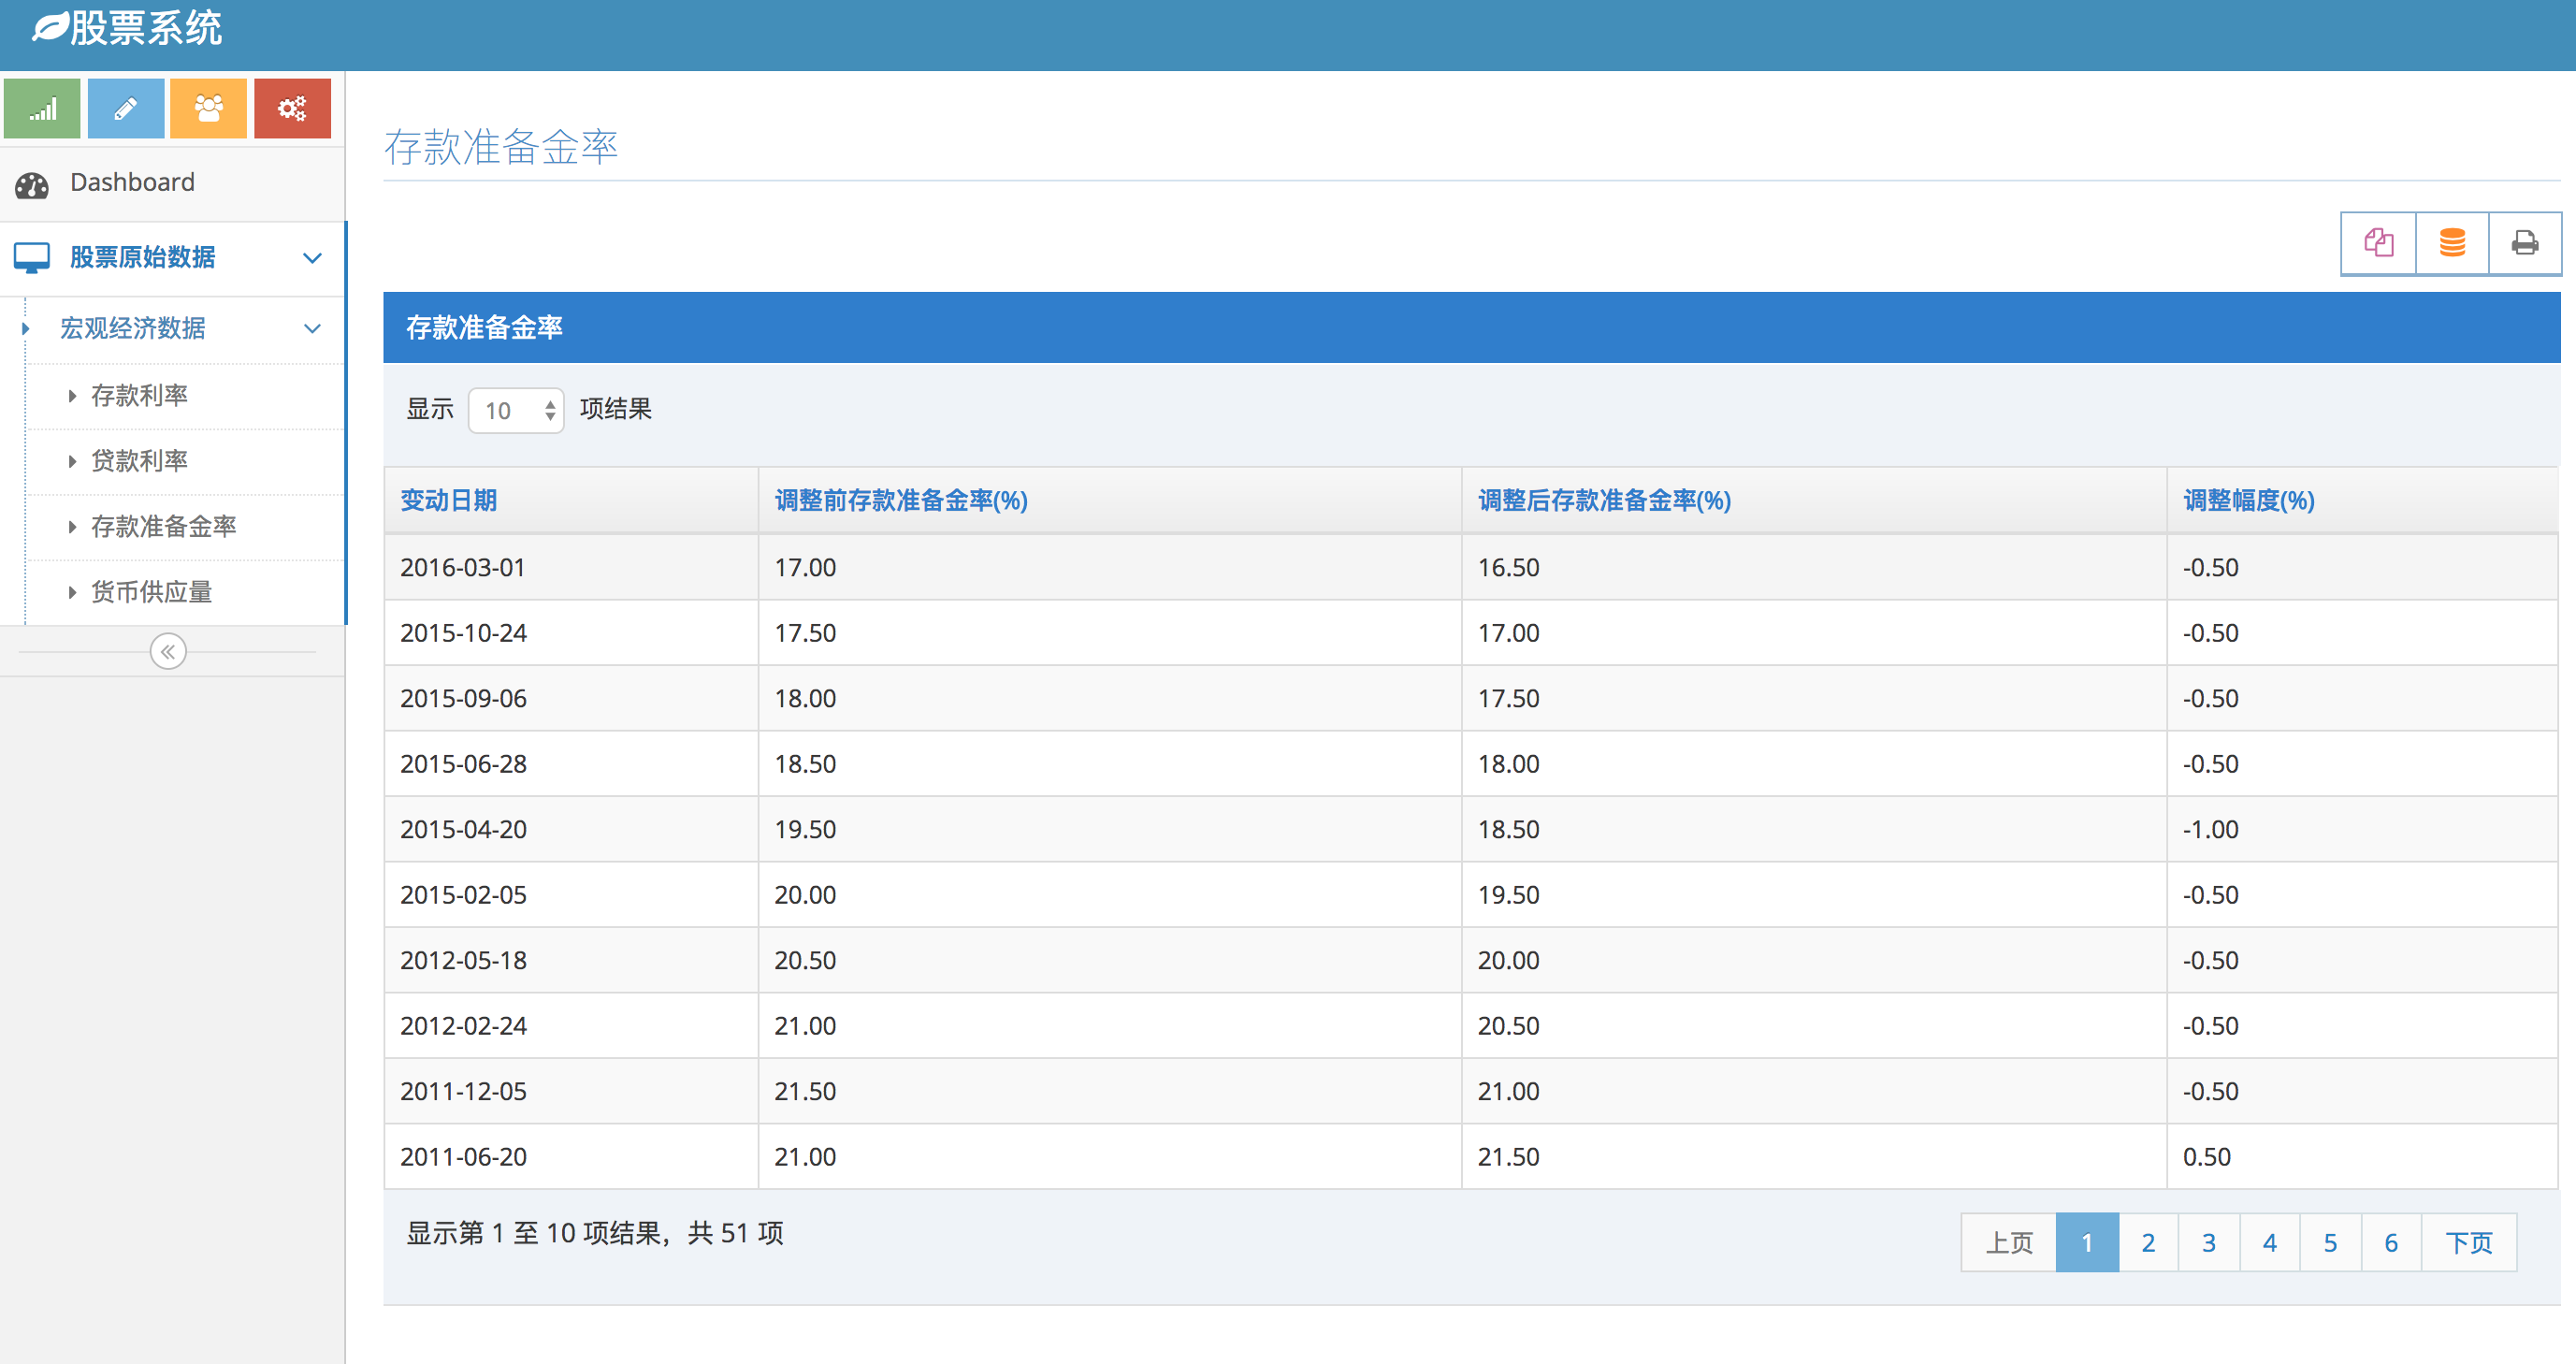 股票系统
Dashboard
股票原始数据
宏观经济数据
存款利率
贷款利率
存款准备金率
货币供应量
存款准备金率
存款准备金率
显示 10 项结果
变动日期 调整前存款准备金率(%) 调整后存款准备金率(%) 调整幅度(%)
2016-03-01 17.00 16.50 -0.50
2015-10-24 17.50 17.00 -0.50
2015-09-06 18.00 17.50 -0.50
2015-06-28 18.50 18.00 -0.50
2015-04-20 19.50 18.50 -1.00
2015-02-05 20.00 19.50 -0.50
2012-05-18 20.50 20.00 -0.50
2012-02-24 21.00 20.50 -0.50
2011-12-05 21.50 21.00 -0.50
2011-06-20 21.00 21.50 0.50
显示第 1 至 10 项结果，共 51 项
上页 1 2 3 4 5 6 下页